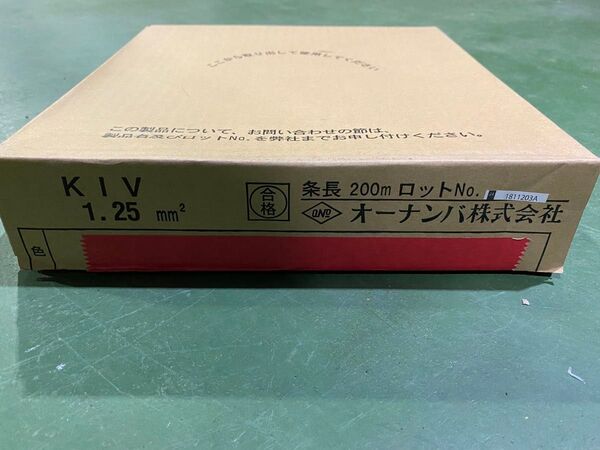 ここから取り出して使用してください
この製品について、お問い合わせの節は、
製品名及びロットNo.を弊社までお申し付けください。
KIV
1.25 mm²
合格
条長 200m ロットNo. 1811203A
ONO オーナンバ株式会社
色